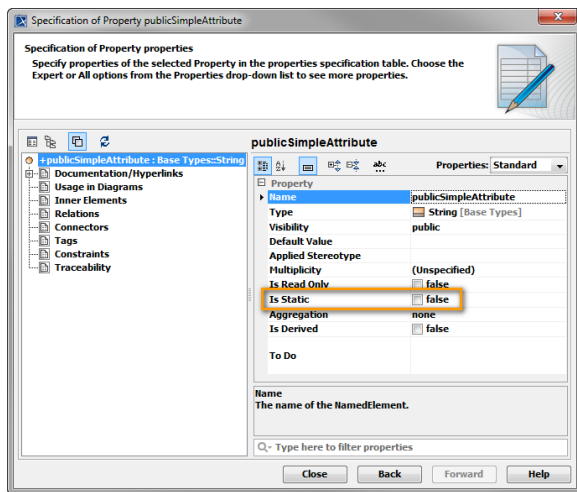 Specification of Property publicSimpleAttribute
Specification of Property properties
Specify properties of the selected Property in the properties specification table. Choose the
Expert or All options from the Properties drop-down list to see more properties.
+publicSimpleAttribute : Base Types::String
Documentation/Hyperlinks
Usage in Diagrams
Inner Elements
Relations
Connectors
Tags
Constraints
Traceability
publicSimpleAttribute
Properties: Standard
Property
Name publicSimpleAttribute
Type String [Base Types]
Visibility public
Default Value
Applied Stereotype
Multiplicity (Unspecified)
Is Read Only false
Is Static false
Aggregation none
Is Derived false
To Do
Name
The name of the NamedElement.
Type here to filter properties
Close Back Forward Help